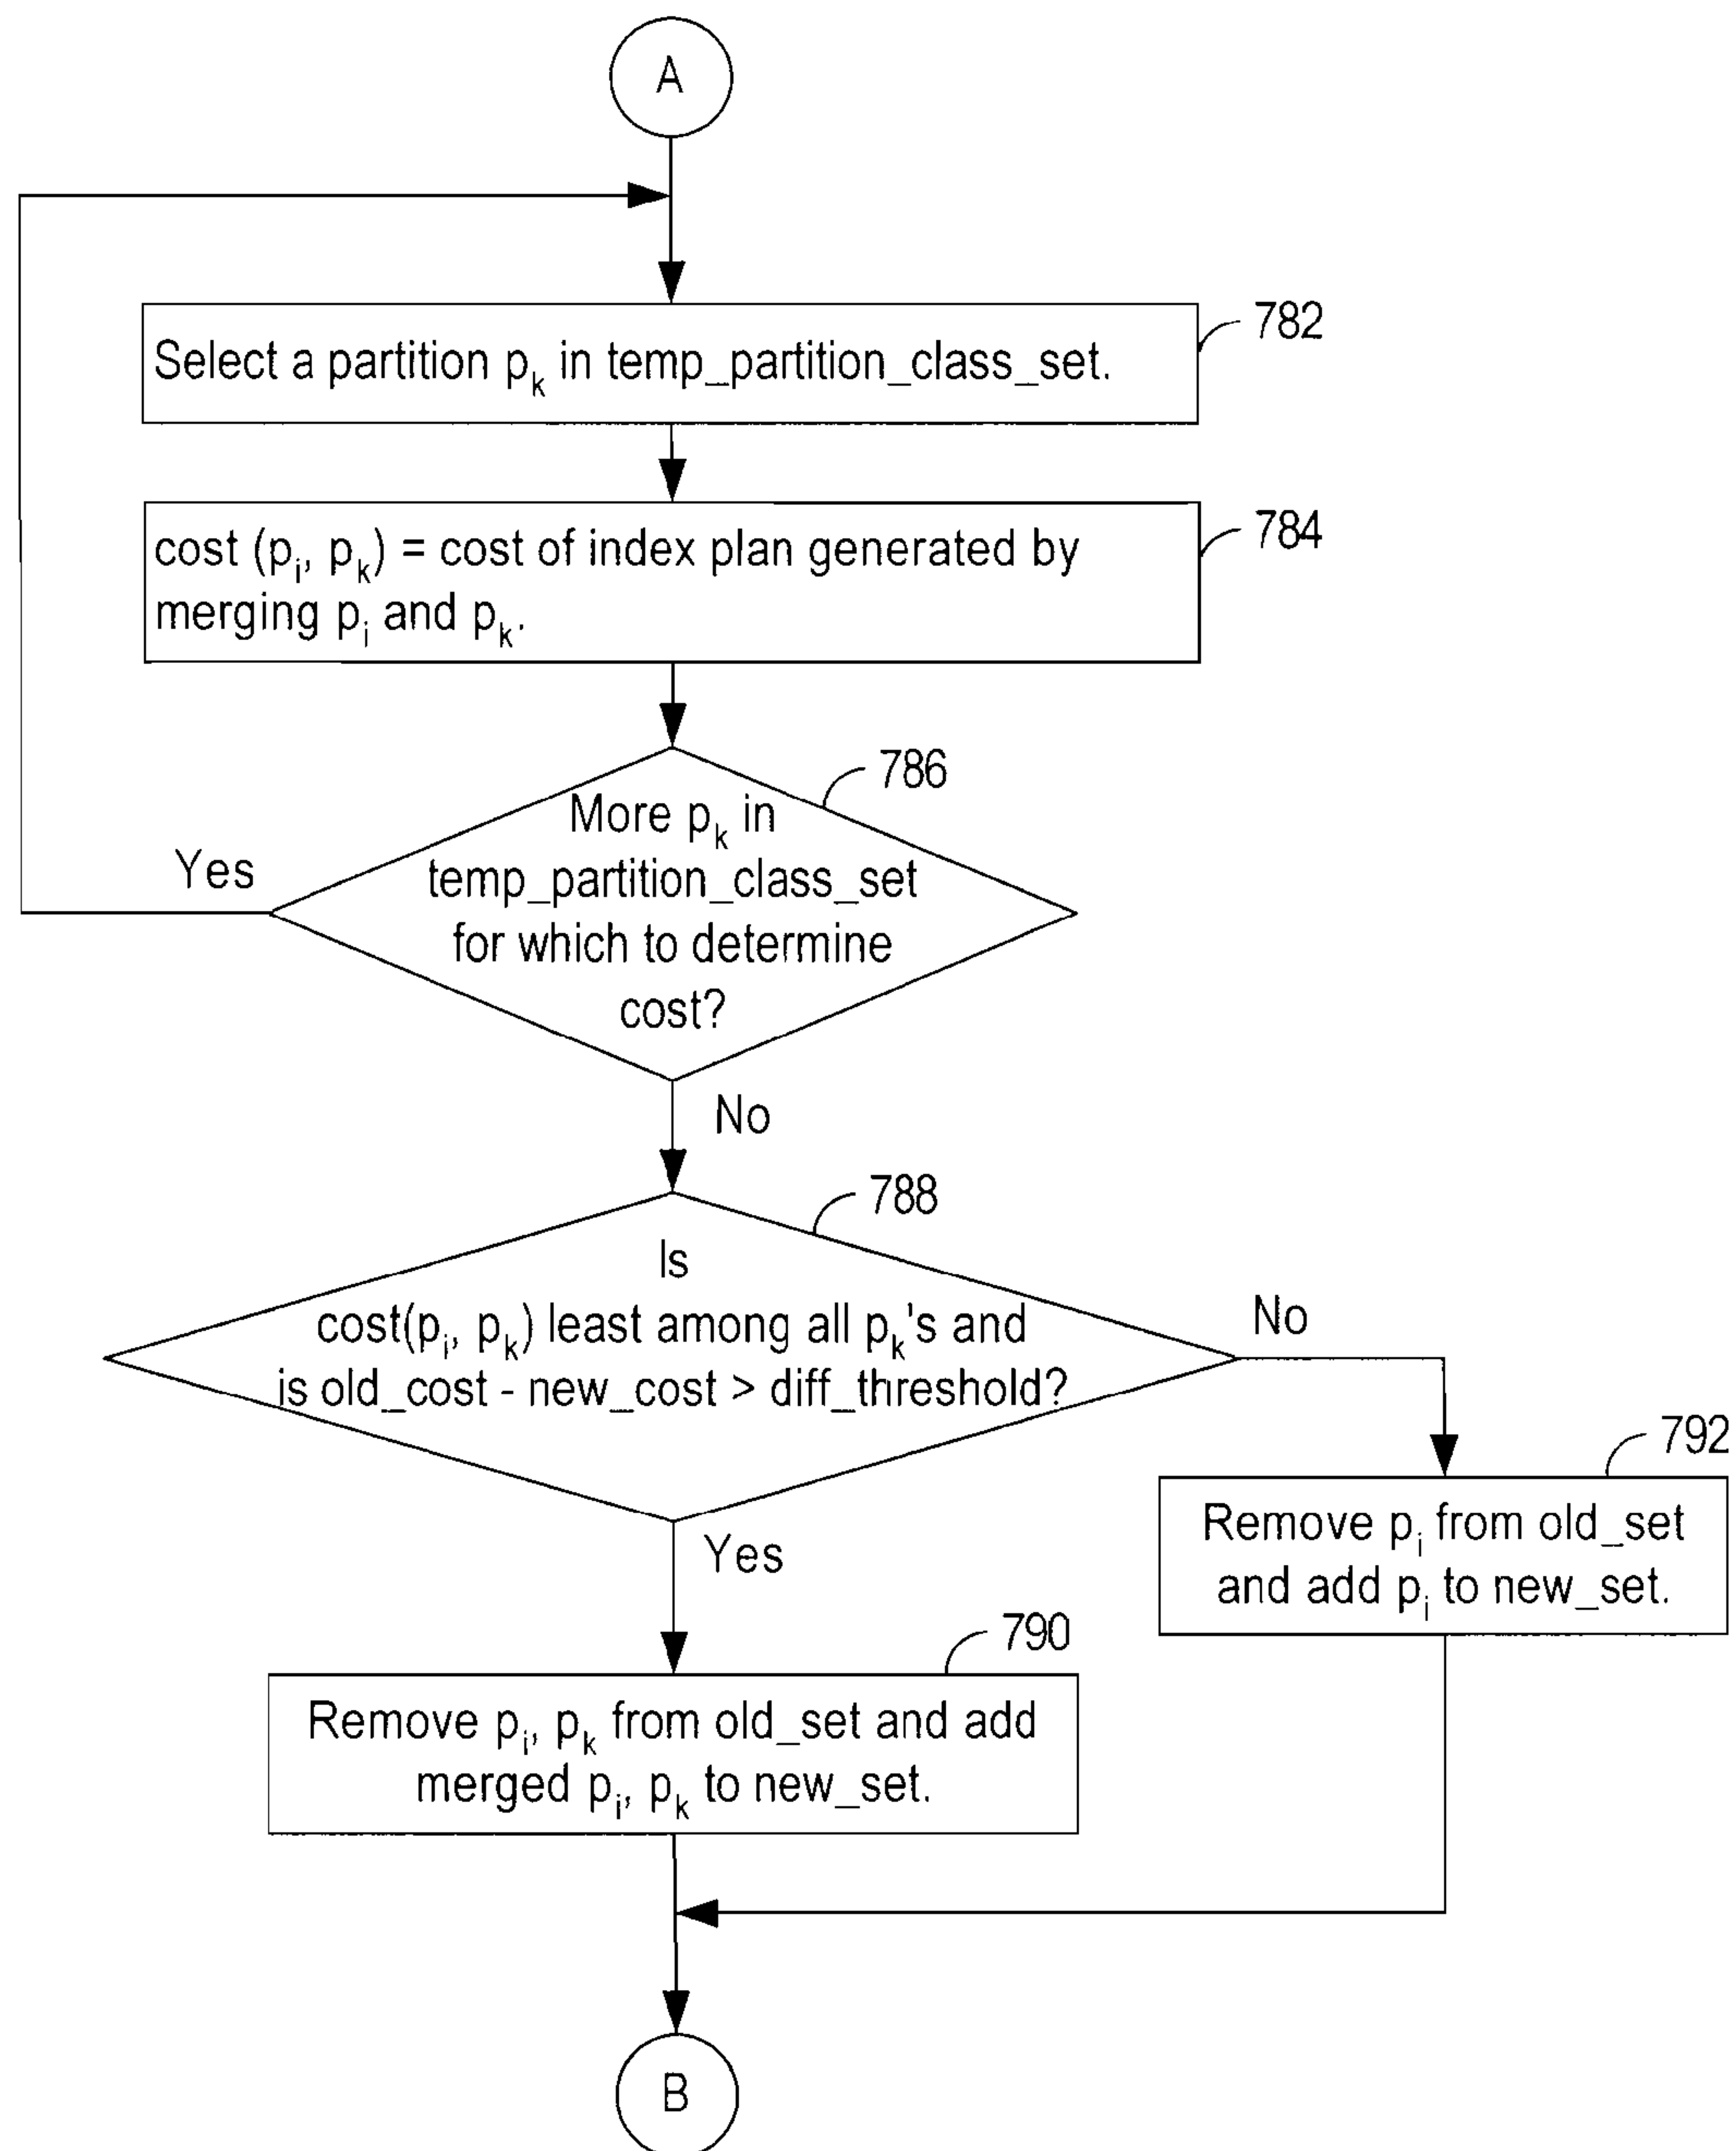 A
Select a partition pk in temp_partition_class_set.
782
cost (pi, pk) = cost of index plan generated by
merging pi and pk.
784
786
More pk in
temp_partition_class_set
for which to determine
cost?
Yes
No
788
Is
cost(pi, pk) least among all pk's and
is old_cost - new_cost > diff_threshold?
No
792
Remove pi from old_set
and add pi to new_set.
Yes
790
Remove pi, pk from old_set and add
merged pi, pk to new_set.
B